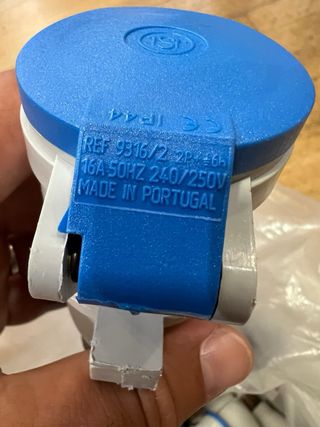 IP44 CE
REF 9316/2 2P+⏚6h
16A 50HZ 240/250V
MADE IN PORTUGAL